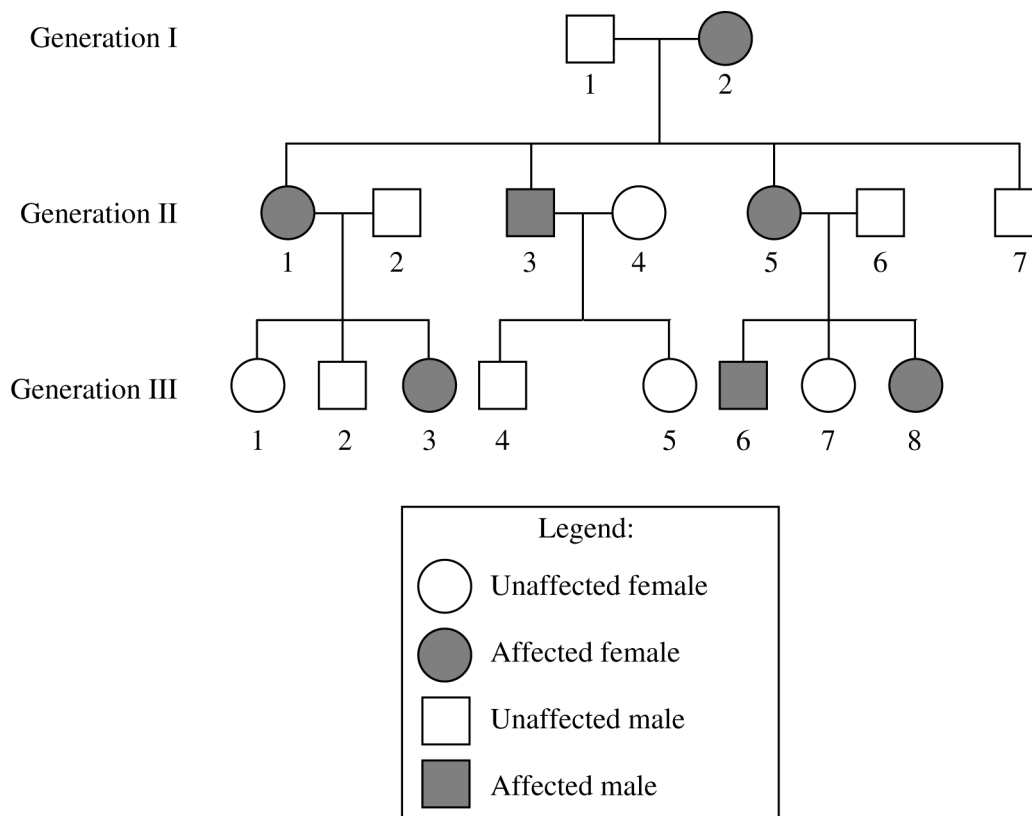 Generation I
1 2
Generation II
1 2 3 4 5 6 7
Generation III
1 2 3 4 5 6 7 8
Legend:
Unaffected female
Affected female
Unaffected male
Affected male